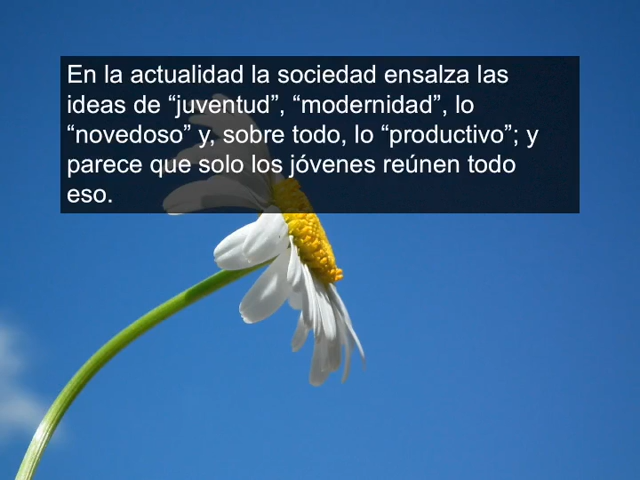 En la actualidad la sociedad ensalza las
ideas de “juventud”, “modernidad”, lo
“novedoso” y, sobre todo, lo “productivo”; y
parece que solo los jóvenes reúnen todo
eso.